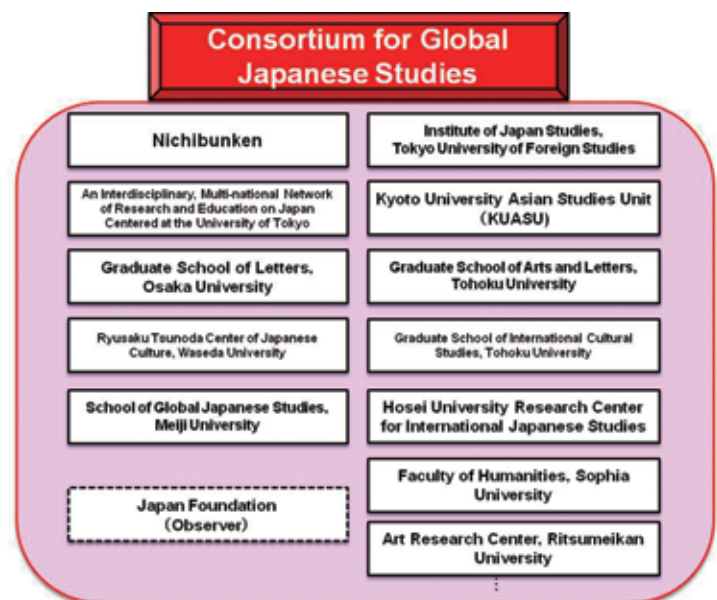 Consortium for Global
Japanese Studies
Nichibunken
Institute of Japan Studies,
Tokyo University of Foreign Studies
An Interdisciplinary, Multi-national Network
of Research and Education on Japan
Centered at the University of Tokyo
Kyoto University Asian Studies Unit
(KUASU)
Graduate School of Letters,
Osaka University
Graduate School of Arts and Letters,
Tohoku University
Ryusaku Tsunoda Center of Japanese
Culture, Waseda University
Graduate School of International Cultural
Studies, Tohoku University
School of Global Japanese Studies,
Meiji University
Hosei University Research Center
for International Japanese Studies
Japan Foundation
(Observer)
Faculty of Humanities, Sophia
University
Art Research Center, Ritsumeikan
University
⋮